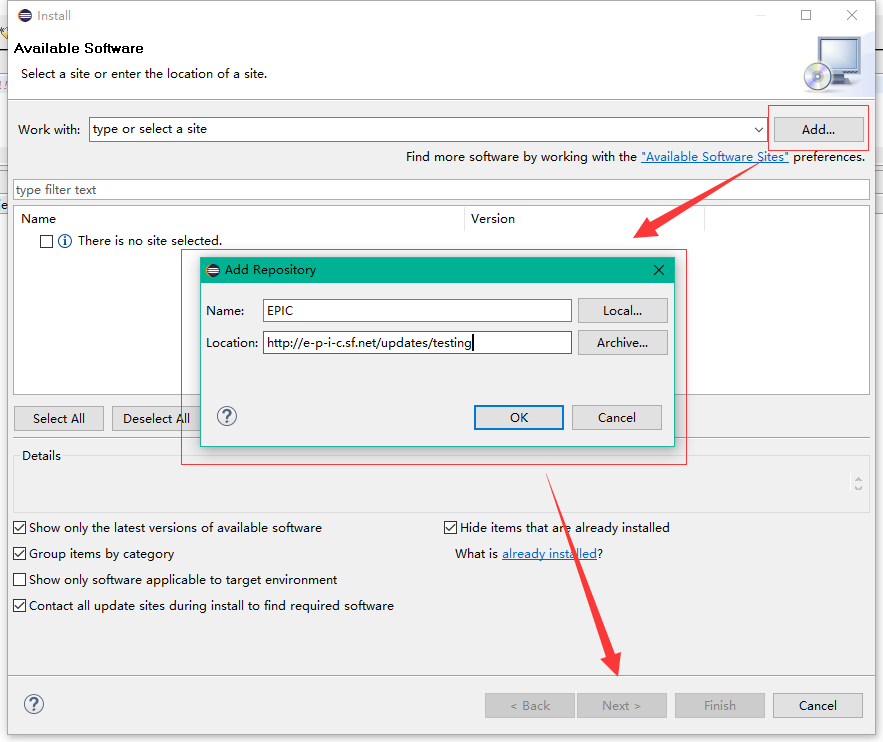 Install
Available Software
Select a site or enter the location of a site.
Work with: type or select a site Add...
Find more software by working with the "Available Software Sites" preferences.
type filter text
Name Version
There is no site selected.
Add Repository
Name: EPIC Local...
Location: http://e-p-i-c.sf.net/updates/testing Archive...
OK Cancel
Select All Deselect All
Details
Show only the latest versions of available software Hide items that are already installed
Group items by category What is already installed?
Show only software applicable to target environment
Contact all update sites during install to find required software
? < Back Next > Finish Cancel